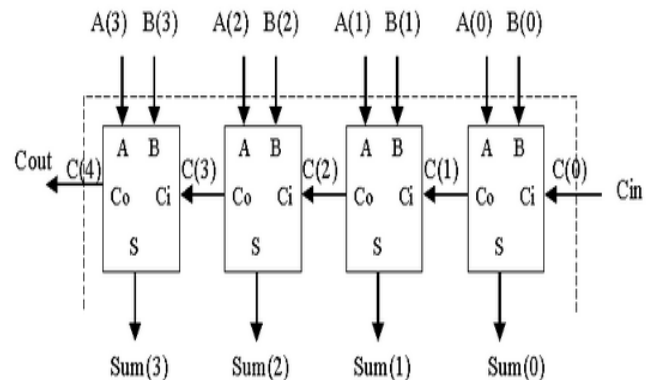 A(3) B(3) A(2) B(2) A(1) B(1) A(0) B(0)
A B A B A B A B
Cout C(4) C(3) C(2) C(1) C(0) Cin
Co Ci Co Ci Co Ci Co Ci
S S S S
Sum(3) Sum(2) Sum(1) Sum(0)